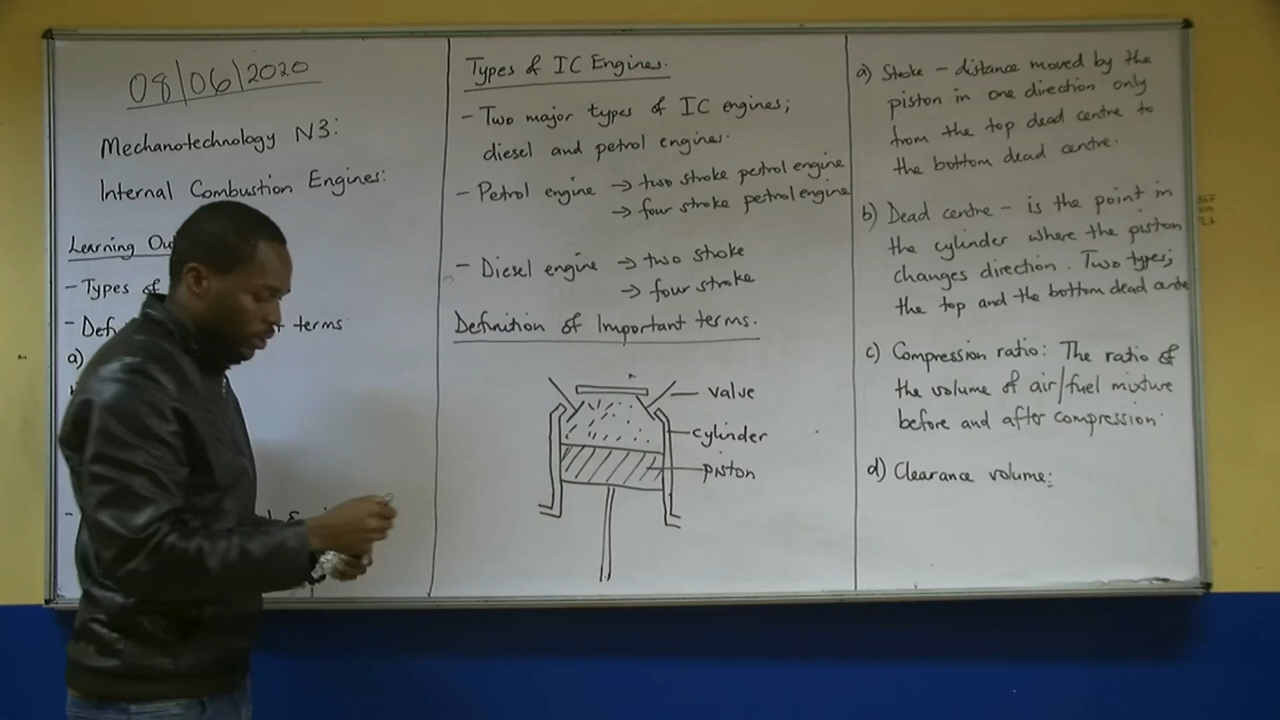 08/06/2020
Mechanotechnology N3:
Internal Combustion Engines:
Learning
- Types of
- terms
a)
-
Types of IC Engines.
- Two major types of IC engines;
diesel and petrol engines.
- Petrol engine → two stroke petrol engine
→ four stroke petrol engine
- Diesel engine → two stroke
→ four stroke
Definition of Important terms.
valve
cylinder
piston
a) Stroke - distance moved by the
piston in one direction only
from the top dead centre to
the bottom dead centre.
b) Dead centre - is the point in
the cylinder where the piston
changes direction. Two types;
the top and the bottom dead centre
c) Compression ratio: The ratio of
the volume of air/fuel mixture
before and after compression.
d) Clearance volume: